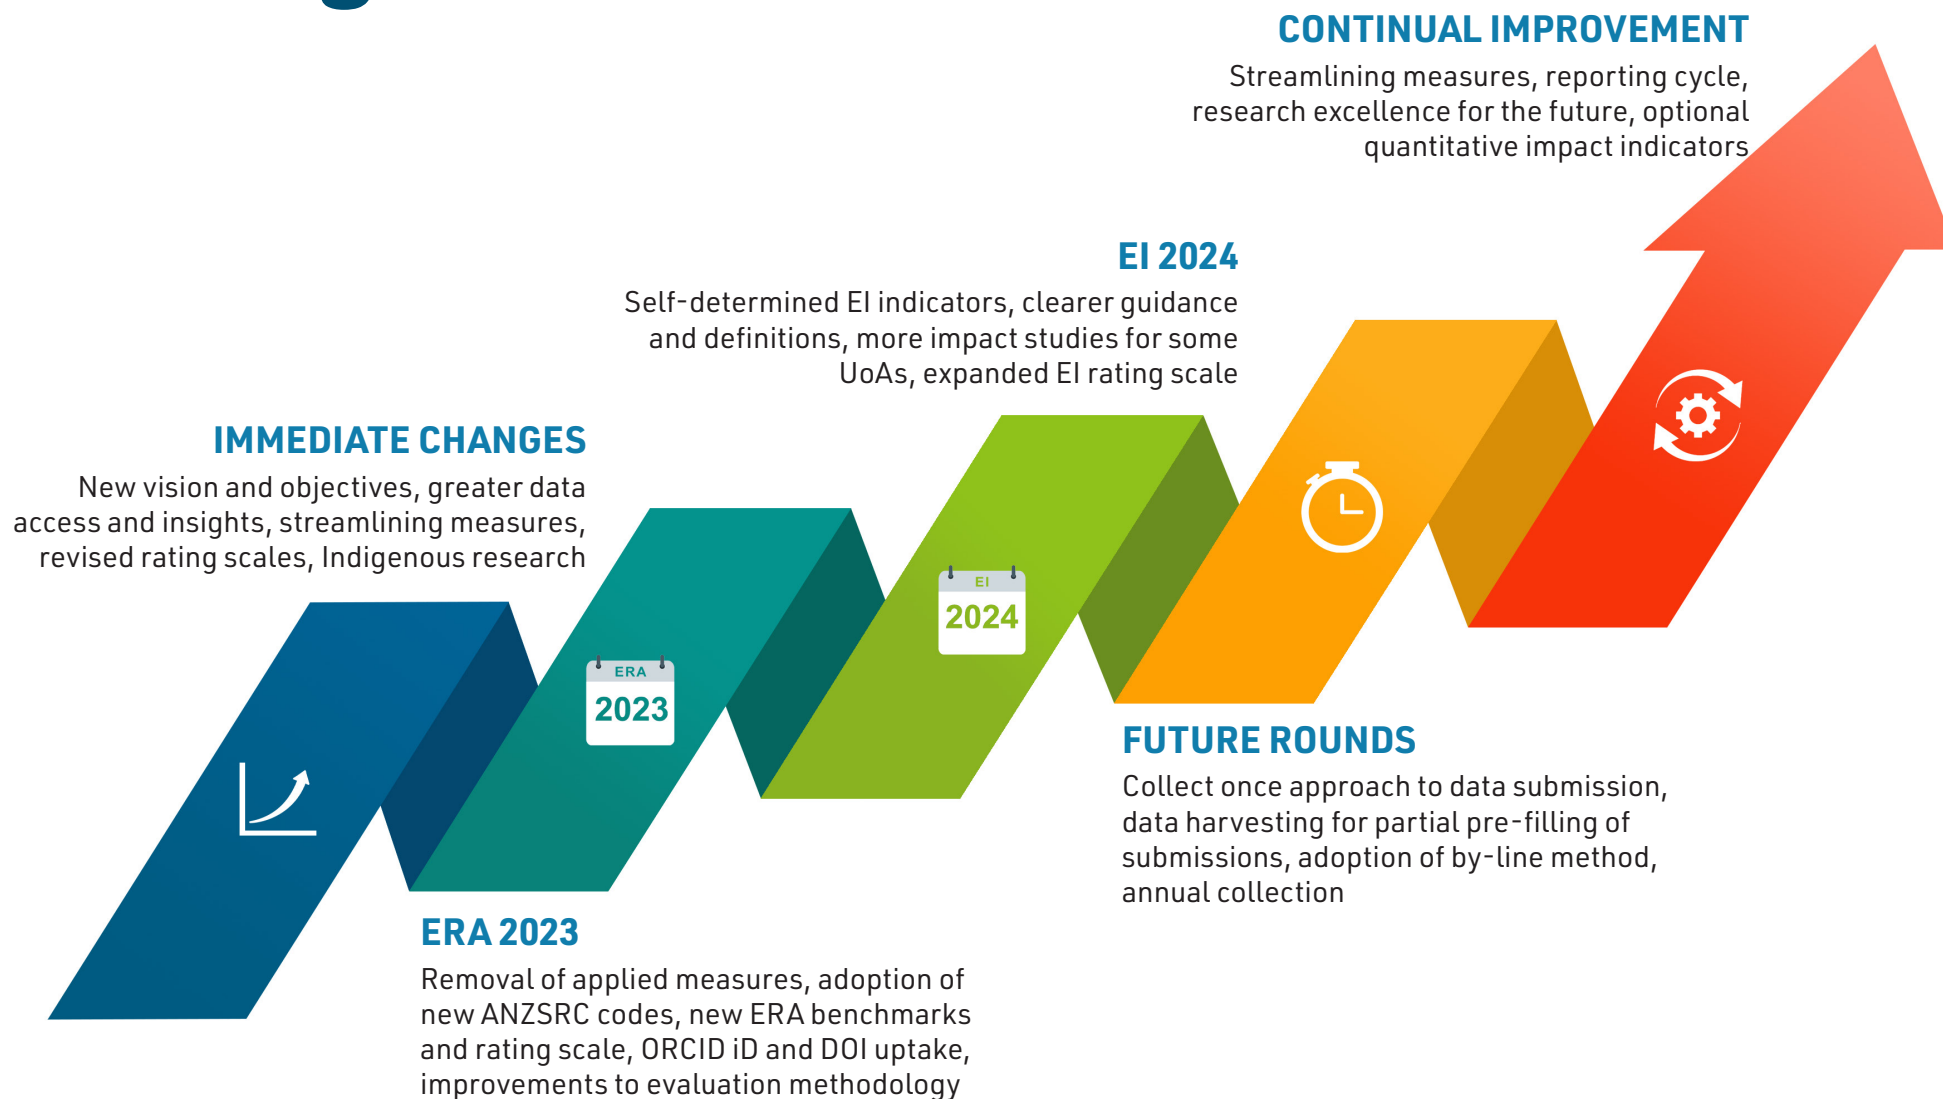 CONTINUAL IMPROVEMENT
Streamlining measures, reporting cycle,
research excellence for the future, optional
quantitative impact indicators
EI 2024
Self-determined EI indicators, clearer guidance
and definitions, more impact studies for some
UoAs, expanded EI rating scale
IMMEDIATE CHANGES
New vision and objectives, greater data
access and insights, streamlining measures,
revised rating scales, Indigenous research
EI
2024
ERA
2023
FUTURE ROUNDS
Collect once approach to data submission,
data harvesting for partial pre-filling of
submissions, adoption of by-line method,
annual collection
ERA 2023
Removal of applied measures, adoption of
new ANZSRC codes, new ERA benchmarks
and rating scale, ORCID iD and DOI uptake,
improvements to evaluation methodology